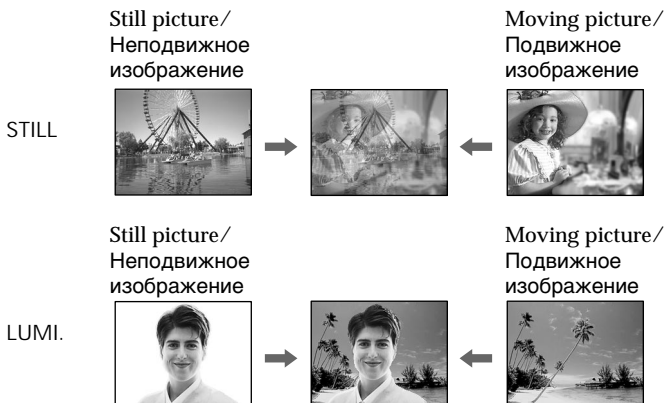 Still picture/
Неподвижное
изображение
Moving picture/
Подвижное
изображение
STILL
Still picture/
Неподвижное
изображение
Moving picture/
Подвижное
изображение
LUMI.